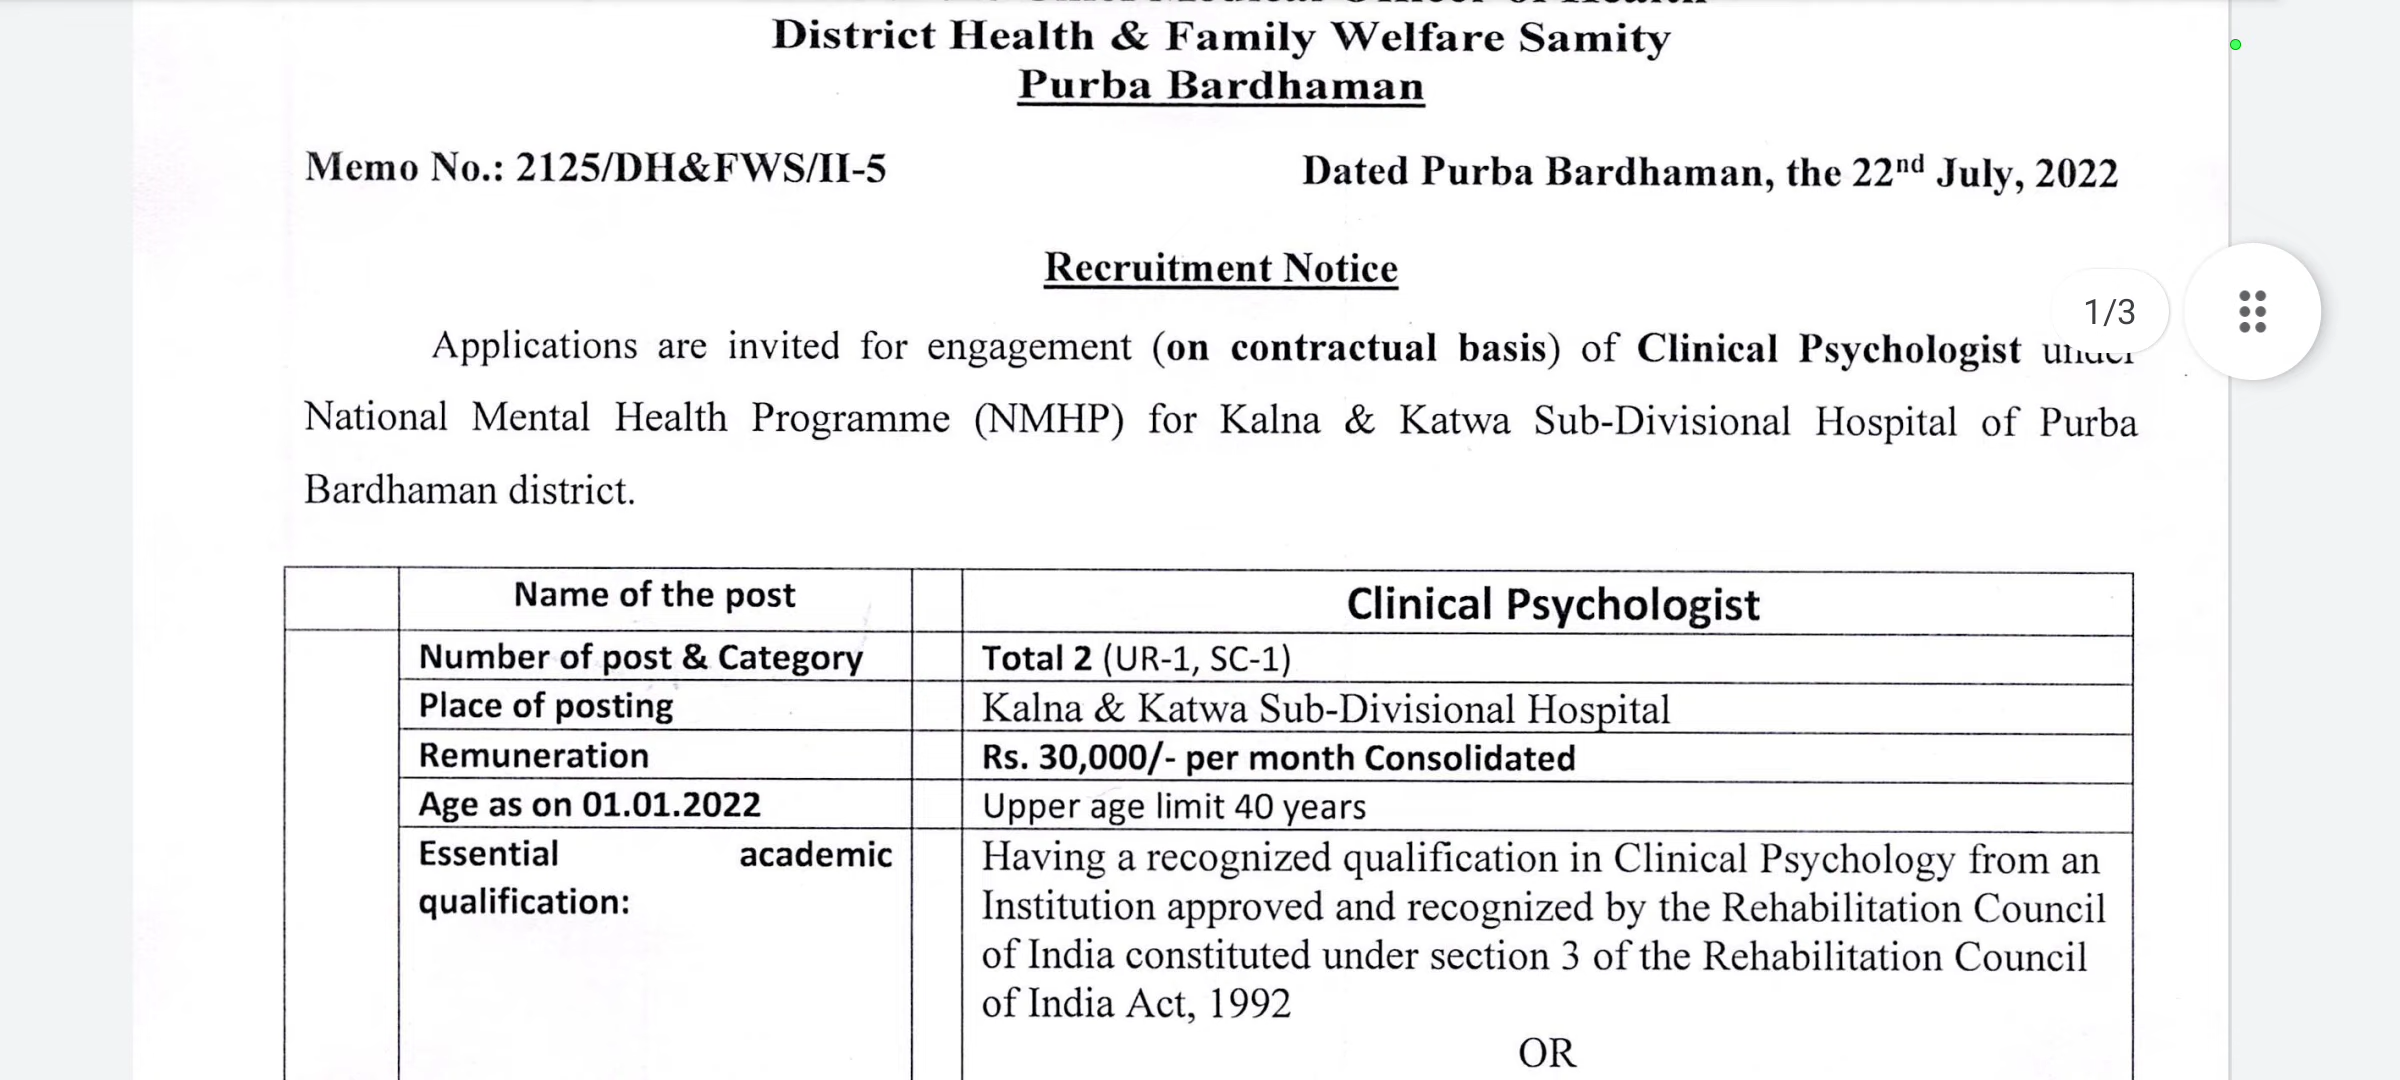 District Health & Family Welfare Samity
Purba Bardhaman
Memo No.: 2125/DH&FWS/II-5
Dated Purba Bardhaman, the 22nd July, 2022
Recruitment Notice
1/3
Applications are invited for engagement (on contractual basis) of Clinical Psychologist under
National Mental Health Programme (NMHP) for Kalna & Katwa Sub-Divisional Hospital of Purba
Bardhaman district.
Name of the post
Clinical Psychologist
Number of post & Category
Total 2 (UR-1, SC-1)
Place of posting
Kalna & Katwa Sub-Divisional Hospital
Remuneration
Rs. 30,000/- per month Consolidated
Age as on 01.01.2022
Upper age limit 40 years
Essential academic
qualification:
Having a recognized qualification in Clinical Psychology from an
Institution approved and recognized by the Rehabilitation Council
of India constituted under section 3 of the Rehabilitation Council
of India Act, 1992
OR